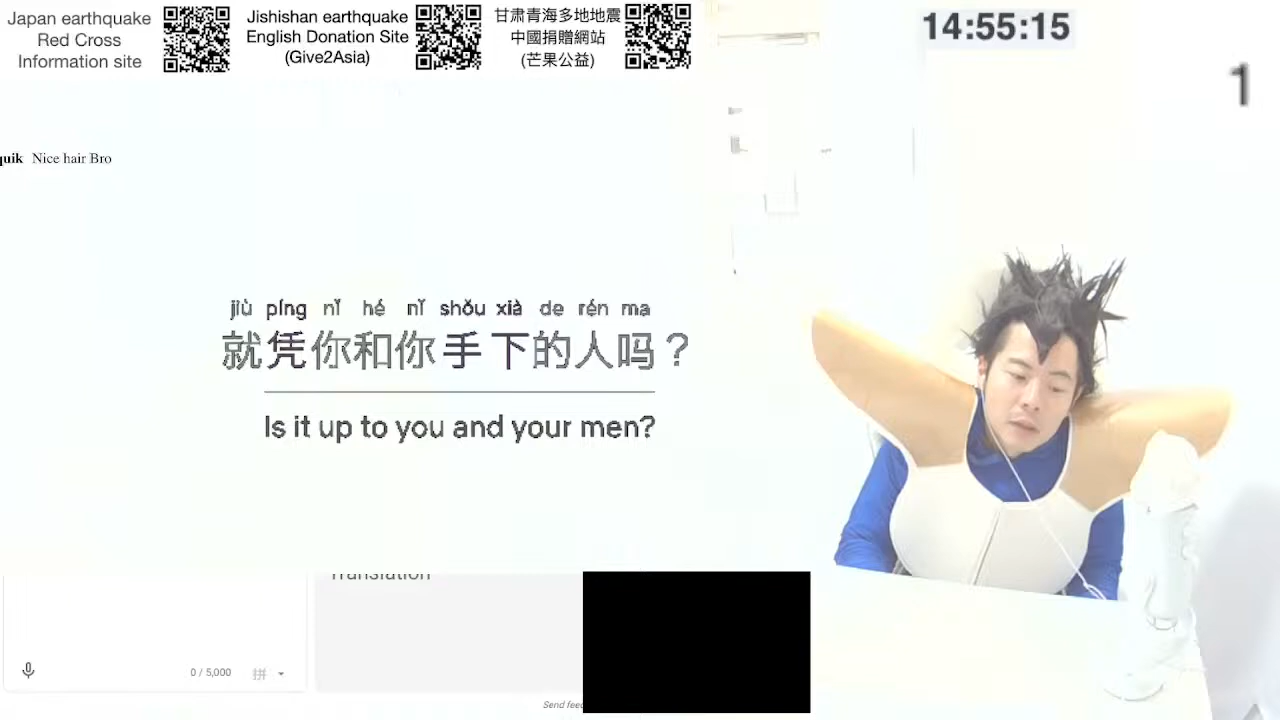 Japan earthquake
Red Cross
Information site
Jishishan earthquake
English Donation Site
(Give2Asia)
甘肅青海多地地震
中國捐贈網站
(芒果公益)
14:55:15
1
Nice hair Bro
jiù píng nǐ hé nǐ shǒu xià de rén ma
就凭你和你手下的人吗？
Is it up to you and your men?
Translation
0 / 5,000
拼
Send feed